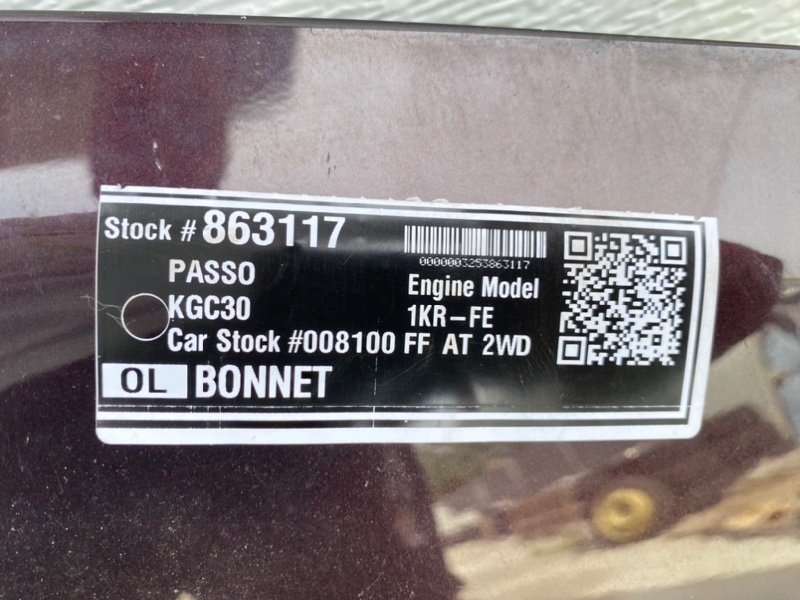 Stock # 863117
0000003253863117
PASSO
Engine Model
KGC30
1KR-FE
Car Stock #008100 FF AT 2WD
OL BONNET